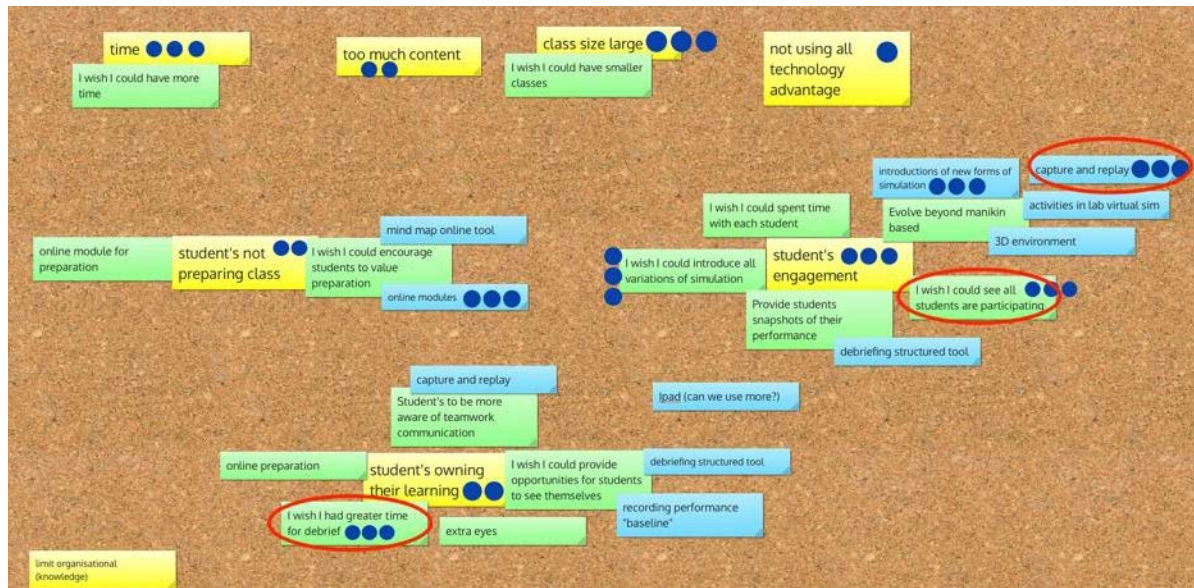 time
I wish I could have more
time
too much content
class size large
I wish I could have smaller
classes
not using all
technology
advantage
introductions of new forms of
simulation
capture and replay
activities in lab virtual sim
I wish I could spent time
with each student
Evolve beyond manikin
based
3D environment
mind map online tool
online module for
preparation
student's not
preparing class
I wish I could encourage
students to value
preparation
online modules
I wish I could introduce all
variations of simulation
student's
engagement
I wish I could see all
students are participating
Provide students
snapshots of their
performance
debriefing structured tool
capture and replay
Student's to be more
aware of teamwork
communication
Ipad (can we use more?)
online preparation
student's owning
their learning
I wish I could provide
opportunities for students
to see themselves
debriefing structured tool
recording performance
"baseline"
I wish I had greater time
for debrief
extra eyes
limit organisational
(knowledge)